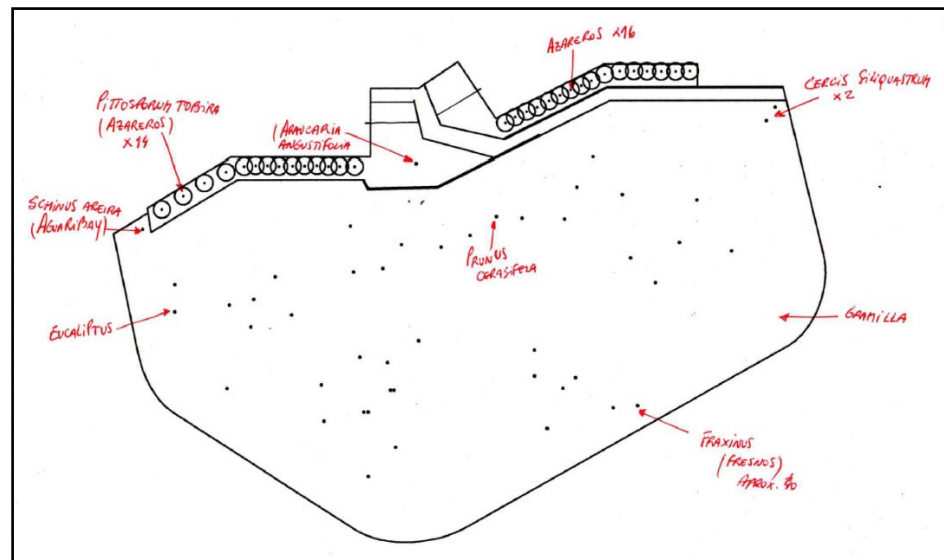 AZAREROS x16
CERCIS SILIQUASTRUM
x2
PITTOSPORUM TOBIRA
(AZAREROS)
x14
(ARAUCARIA
ANGUSTIFOLIA
SCHINUS AREIRA
(AGUARIBAY)
PRUNUS
CERASIFERA
EUCALIPTUS
GRAMILLA
FRAXINUS
(FRESNOS)
APROX.